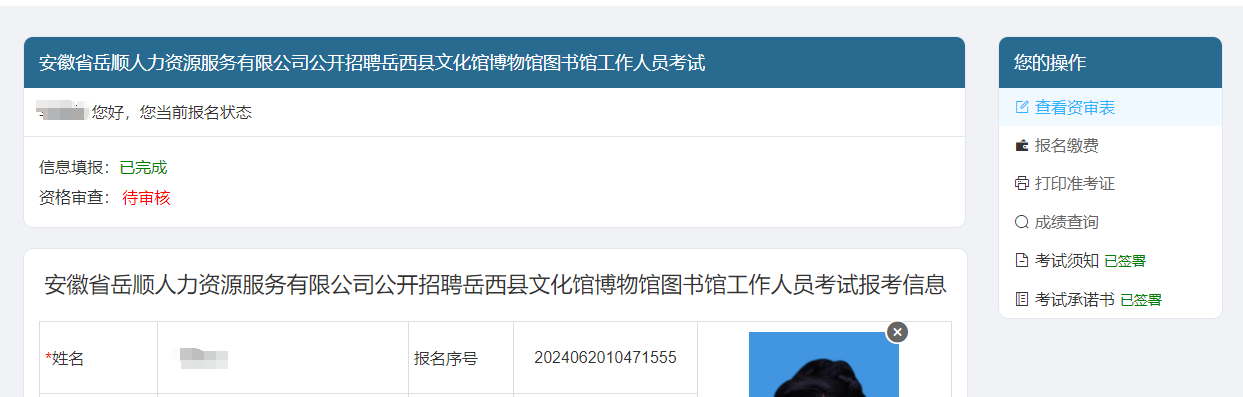 安徽省岳顺人力资源服务有限公司公开招聘岳西县文化馆博物馆图书馆工作人员考试
您好，您当前报名状态
信息填报：已完成
资格审查：待审核
安徽省岳顺人力资源服务有限公司公开招聘岳西县文化馆博物馆图书馆工作人员考试报考信息
*姓名
报名序号
2024062010471555
您的操作
查看资审表
报名缴费
打印准考证
成绩查询
考试须知 已签署
考试承诺书 已签署